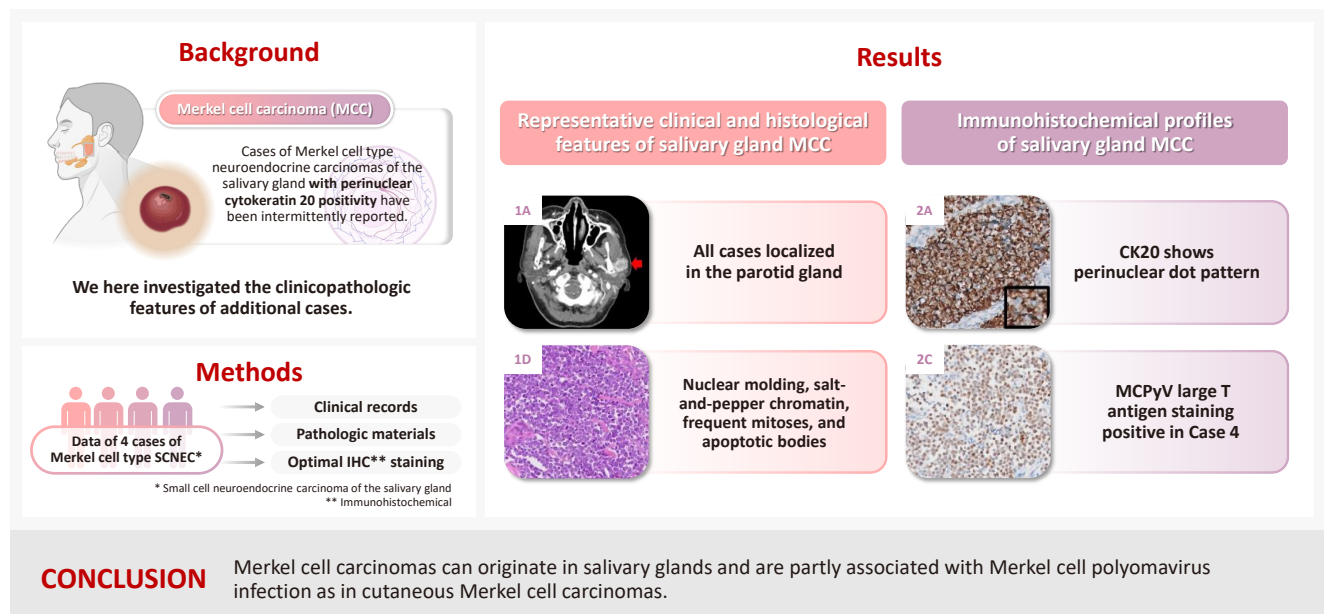 Background
Merkel cell carcinoma (MCC)
Cases of Merkel cell type
neuroendocrine carcinomas of the
salivary gland with perinuclear
cytokeratin 20 positivity have
been intermittently reported.
We here investigated the clinicopathologic
features of additional cases.
Methods
Data of 4 cases of
Merkel cell type SCNEC*
Clinical records
Pathologic materials
Optimal IHC** staining
* Small cell neuroendocrine carcinoma of the salivary gland
** Immunohistochemical
Results
Representative clinical and histological
features of salivary gland MCC
1A
All cases localized
in the parotid gland
1D
Nuclear molding, salt-
and-pepper chromatin,
frequent mitoses, and
apoptotic bodies
Immunohistochemical profiles
of salivary gland MCC
2A
CK20 shows
perinuclear dot pattern
2C
MCPyV large T
antigen staining
positive in Case 4
CONCLUSION
Merkel cell carcinomas can originate in salivary glands and are partly associated with Merkel cell polyomavirus
infection as in cutaneous Merkel cell carcinomas.